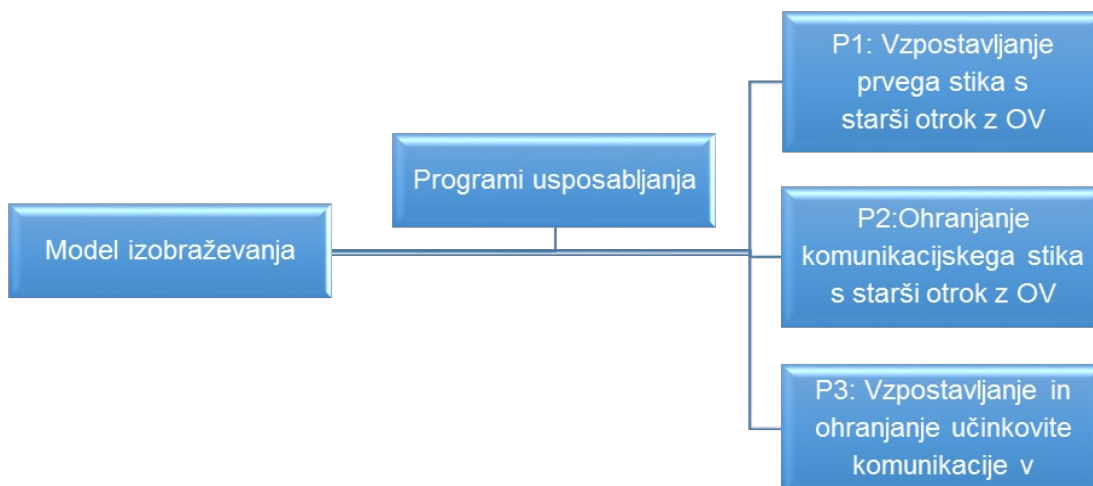 Model izobraževanja
Programi usposabljanja
P1: Vzpostavljanje
prvega stika s
starši otrok z OV
P2:Ohranjanje
komunikacijskega stika
s starši otrok z OV
P3: Vzpostavljanje in
ohranjanje učinkovite
komunikacije v